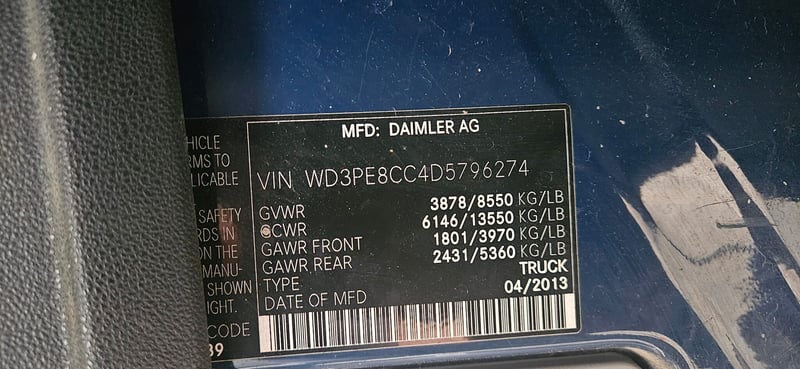 MFD: DAIMLER AG
VIN WD3PE8CC4D5796274
GVWR 3878/8550 KG/LB
GCWR 6146/13550 KG/LB
GAWR FRONT 1801/3970 KG/LB
GAWR REAR 2431/5360 KG/LB
TYPE TRUCK
DATE OF MFD 04/2013
HICLE
RMS TO
LICABLE
SAFETY
RDS IN
ON THE
MANU-
SHOWN
IGHT.
CODE
39